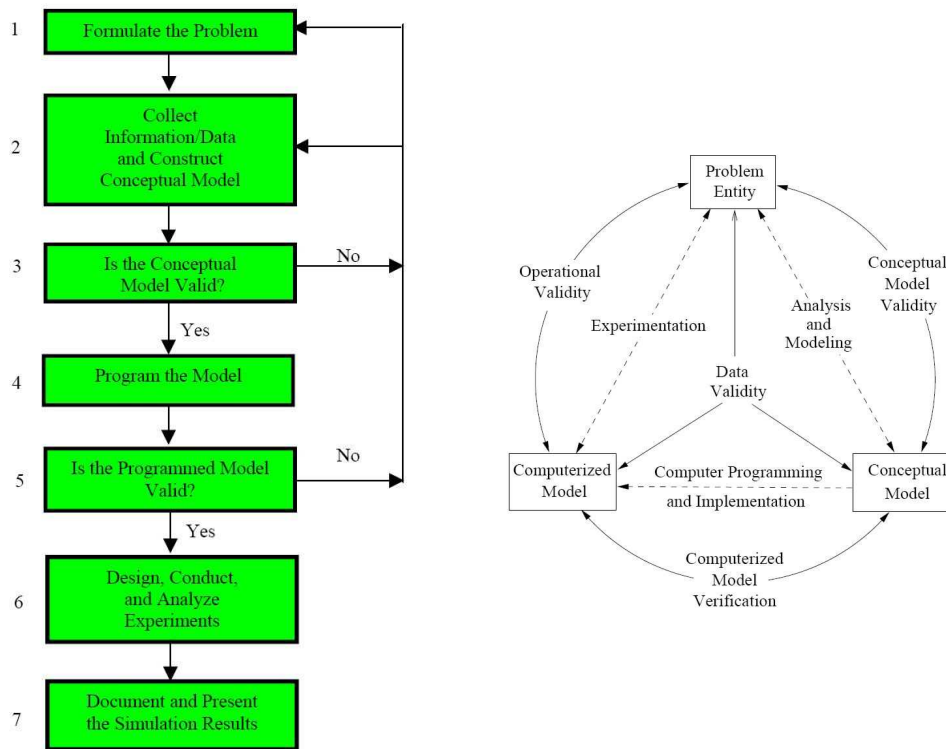 1
Formulate the Problem
2
Collect
Information/Data
and Construct
Conceptual Model
3
Is the Conceptual
Model Valid?
No
Yes
4
Program the Model
5
Is the Programmed Model
Valid?
No
Yes
6
Design, Conduct,
and Analyze
Experiments
7
Document and Present
the Simulation Results
Problem
Entity
Operational
Validity
Conceptual
Model
Validity
Experimentation
Analysis
and
Modeling
Data
Validity
Computerized
Model
Computer Programming
and Implementation
Conceptual
Model
Computerized
Model
Verification